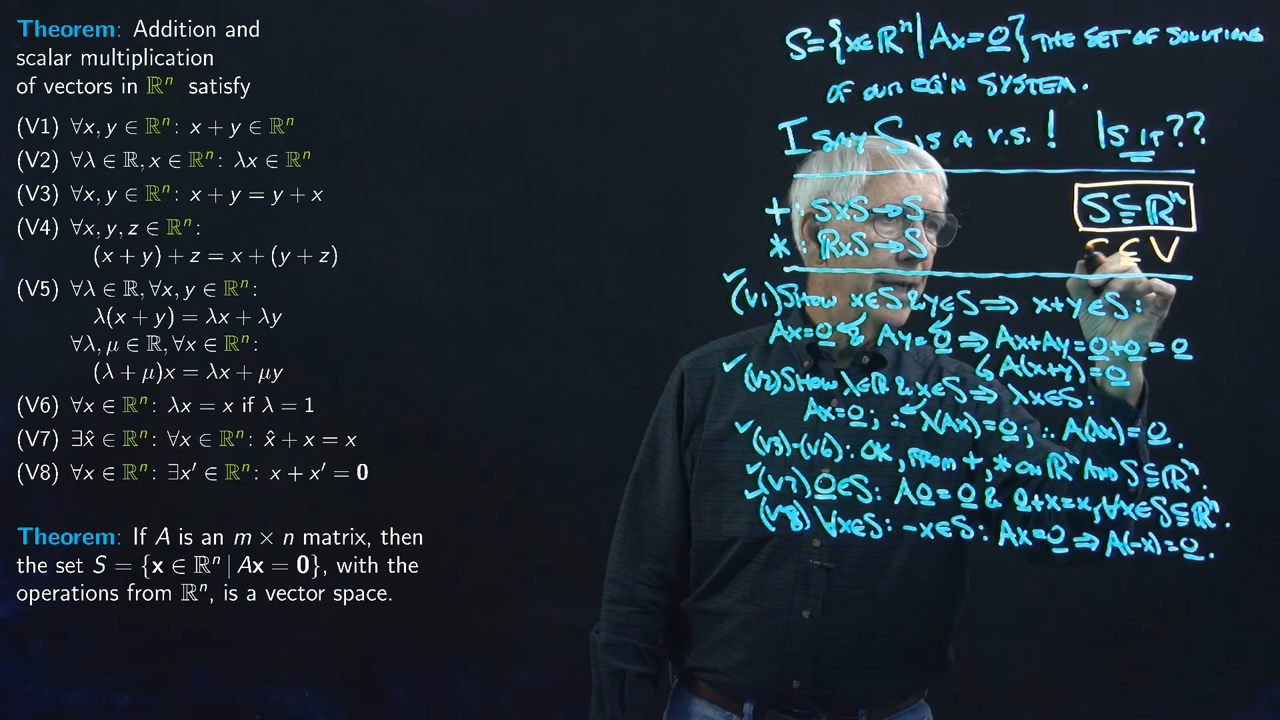 Theorem: Addition and
scalar multiplication
of vectors in ℝⁿ satisfy
(V1) ∀x, y ∈ ℝⁿ: x + y ∈ ℝⁿ
(V2) ∀λ ∈ ℝ, x ∈ ℝⁿ: λx ∈ ℝⁿ
(V3) ∀x, y ∈ ℝⁿ: x + y = y + x
(V4) ∀x, y, z ∈ ℝⁿ:
(x + y) + z = x + (y + z)
(V5) ∀λ ∈ ℝ, ∀x, y ∈ ℝⁿ:
λ(x + y) = λx + λy
∀λ, μ ∈ ℝ, ∀x ∈ ℝⁿ:
(λ + μ)x = λx + μy
(V6) ∀x ∈ ℝⁿ: λx = x if λ = 1
(V7) ∃x̂ ∈ ℝⁿ: ∀x ∈ ℝⁿ: x̂ + x = x
(V8) ∀x ∈ ℝⁿ: ∃x′ ∈ ℝⁿ: x + x′ = 0
Theorem: If A is an m × n matrix, then
the set S = {x ∈ ℝⁿ | Ax = 0}, with the
operations from ℝⁿ, is a vector space.
S={x∈ℝⁿ | Ax=0} THE SET OF SOLUTIONS
OF OUR EQ'N SYSTEM.
I SAY S IS A V.S.! IS IT??
+: S×S→S S⊆ℝⁿ
*: ℝ×S→S S⊆V
✓(V1) SHOW x∈S & y∈S ⟹ x+y∈S:
Ax=0 & Ay=0 ⟹ Ax+Ay=0+0=0
↳ A(x+y)=0
✓(V2) SHOW λ∈ℝ & x∈S ⟹ λx∈S:
Ax=0; ∴ λ(Ax)=0; ∴ A(λx)=0.
✓(V3)-(V6): OK, FROM +,* ON ℝⁿ AND S⊆ℝⁿ.
✓(V7) 0∈S: A0=0 & 0+x=x, ∀x∈S⊆ℝⁿ.
✓(V8) ∀x∈S: -x∈S: Ax=0 ⟹ A(-x)=0.